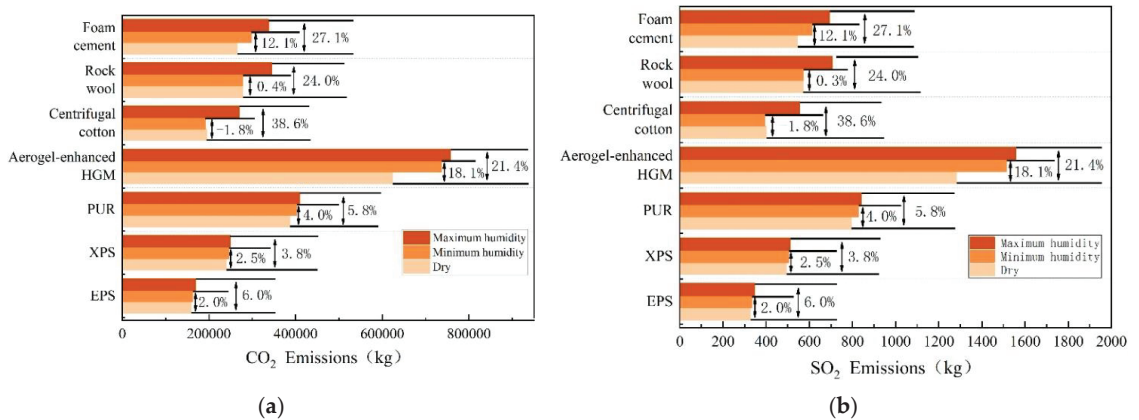 Foam
cement
12.1%
27.1%
Rock
wool
0.4%
24.0%
Centrifugal
cotton
-1.8%
38.6%
Aerogel-enhanced
HGM
18.1%
21.4%
PUR
4.0%
5.8%
XPS
2.5%
3.8%
EPS
2.0%
6.0%
Maximum humidity
Minimum humidity
Dry
0 200000 400000 600000 800000
CO2 Emissions (kg)
(a)
Foam
cement
12.1%
27.1%
Rock
wool
0.3%
24.0%
Centrifugal
cotton
1.8%
38.6%
Aerogel-enhanced
HGM
18.1%
21.4%
PUR
4.0%
5.8%
XPS
2.5%
3.8%
EPS
2.0%
6.0%
Maximum humidity
Minimum humidity
Dry
0 200 400 600 800 1000 1200 1400 1600 1800 2000
SO2 Emissions (kg)
(b)